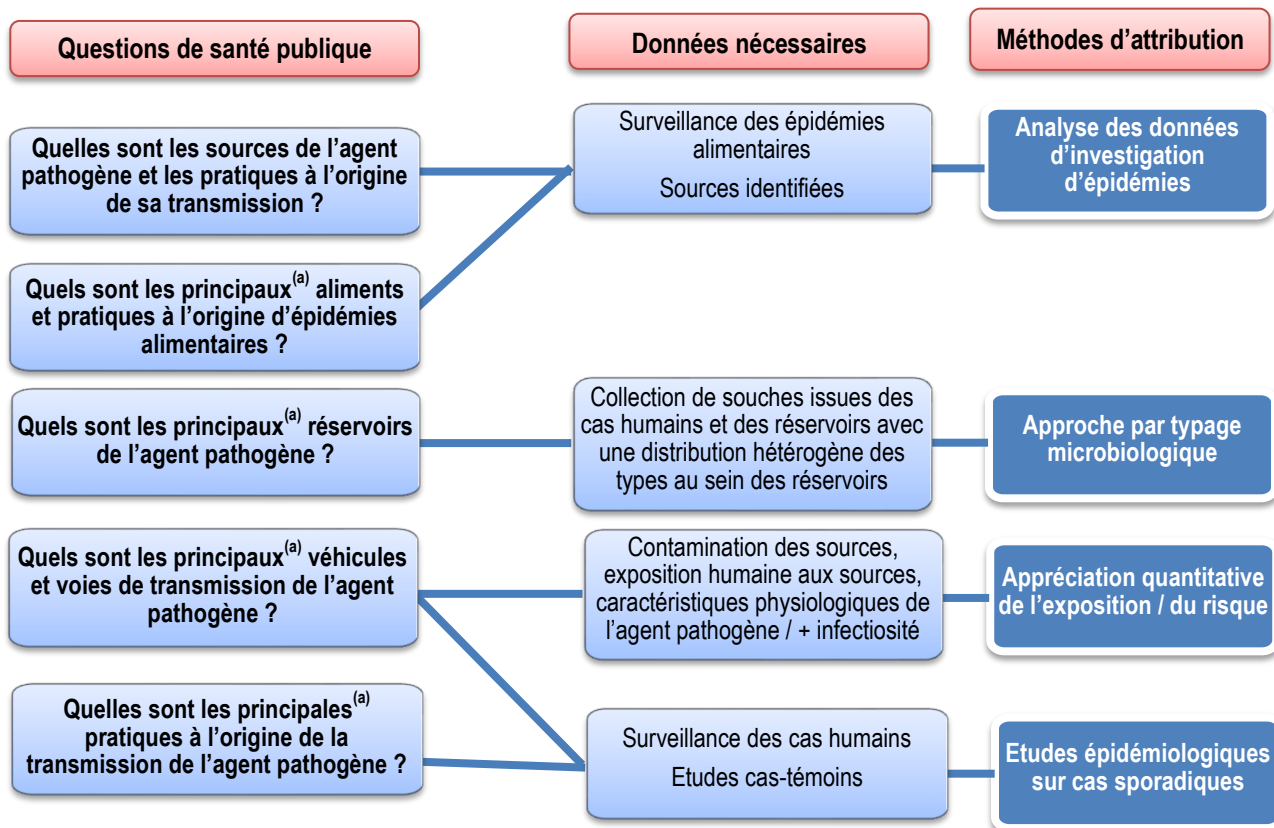 Questions de santé publique
Données nécessaires
Méthodes d'attribution
Quelles sont les sources de l'agent
pathogène et les pratiques à l'origine
de sa transmission ?
Surveillance des épidémies
alimentaires
Sources identifiées
Analyse des données
d'investigation
d'épidémies
Quels sont les principaux(a) aliments
et pratiques à l'origine d'épidémies
alimentaires ?
Quels sont les principaux(a) réservoirs
de l'agent pathogène ?
Collection de souches issues des
cas humains et des réservoirs avec
une distribution hétérogène des
types au sein des réservoirs
Approche par typage
microbiologique
Quels sont les principaux(a) véhicules
et voies de transmission de l'agent
pathogène ?
Contamination des sources,
exposition humaine aux sources,
caractéristiques physiologiques de
l'agent pathogène / + infectiosité
Appréciation quantitative
de l'exposition / du risque
Quelles sont les principales(a)
pratiques à l'origine de la
transmission de l'agent pathogène ?
Surveillance des cas humains
Etudes cas-témoins
Etudes épidémiologiques
sur cas sporadiques